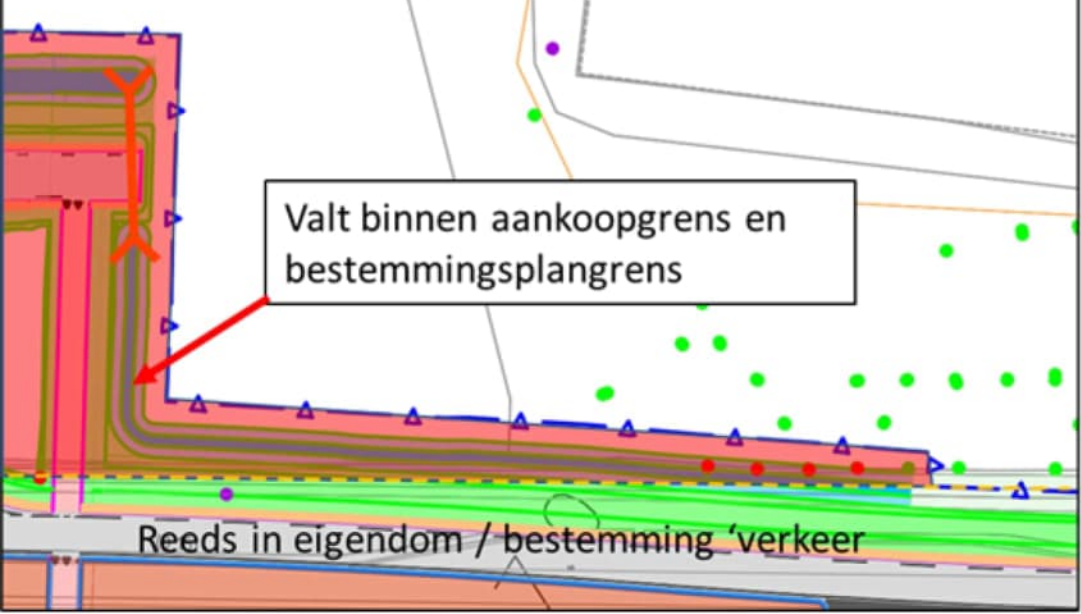 Valt binnen aankoopgrens en
bestemmingsplangrens
Reeds in eigendom / bestemming ‘verkeer